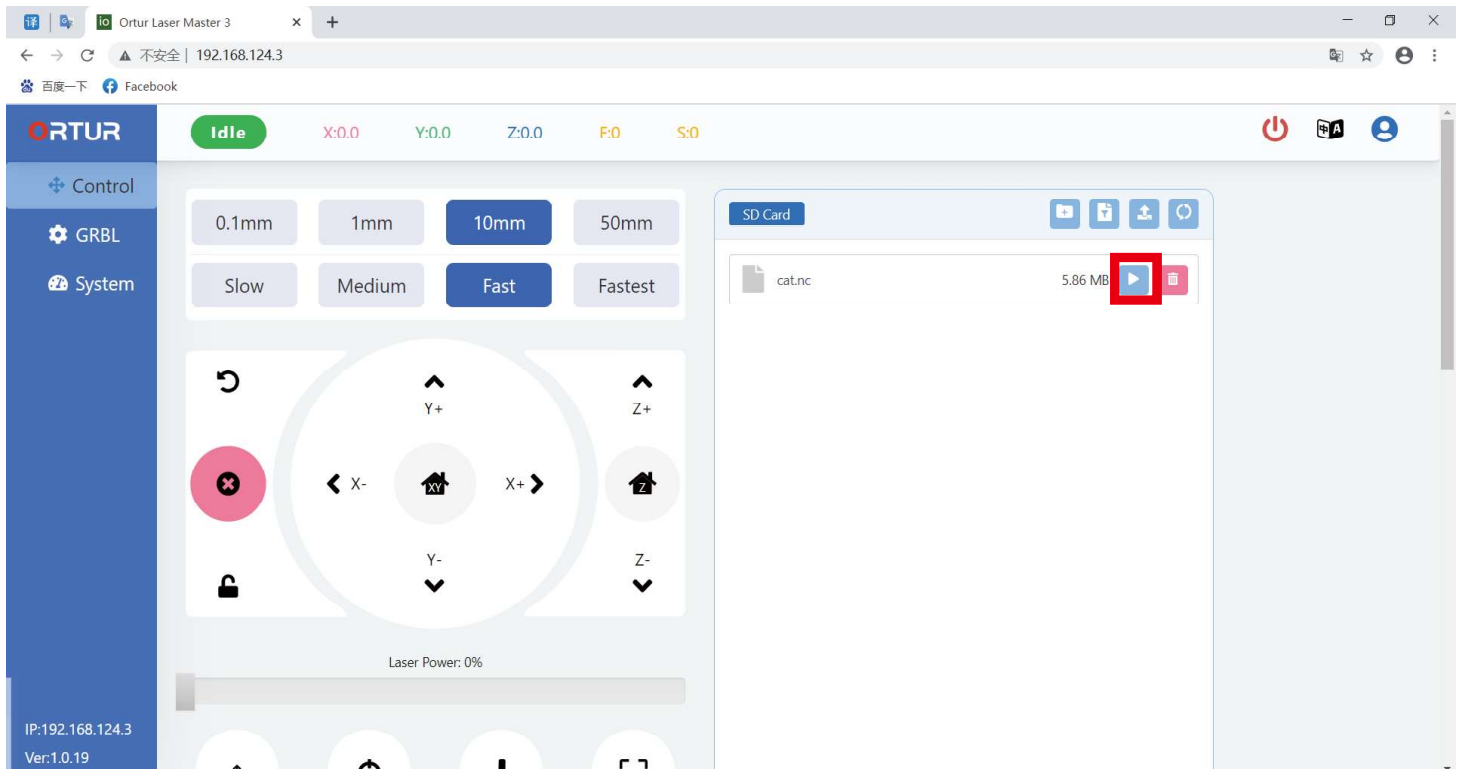 译 io Ortur Laser Master 3
不安全 | 192.168.124.3
百度一下 Facebook
ORTUR Idle X:0.0 Y:0.0 Z:0.0 F:0 S:0 中A
Control
GRBL
System
0.1mm 1mm 10mm 50mm
Slow Medium Fast Fastest
SD Card
cat.nc 5.86 MB
Y+ Z+
X- XY X+ Z
Y- Z-
Laser Power: 0%
IP:192.168.124.3
Ver:1.0.19